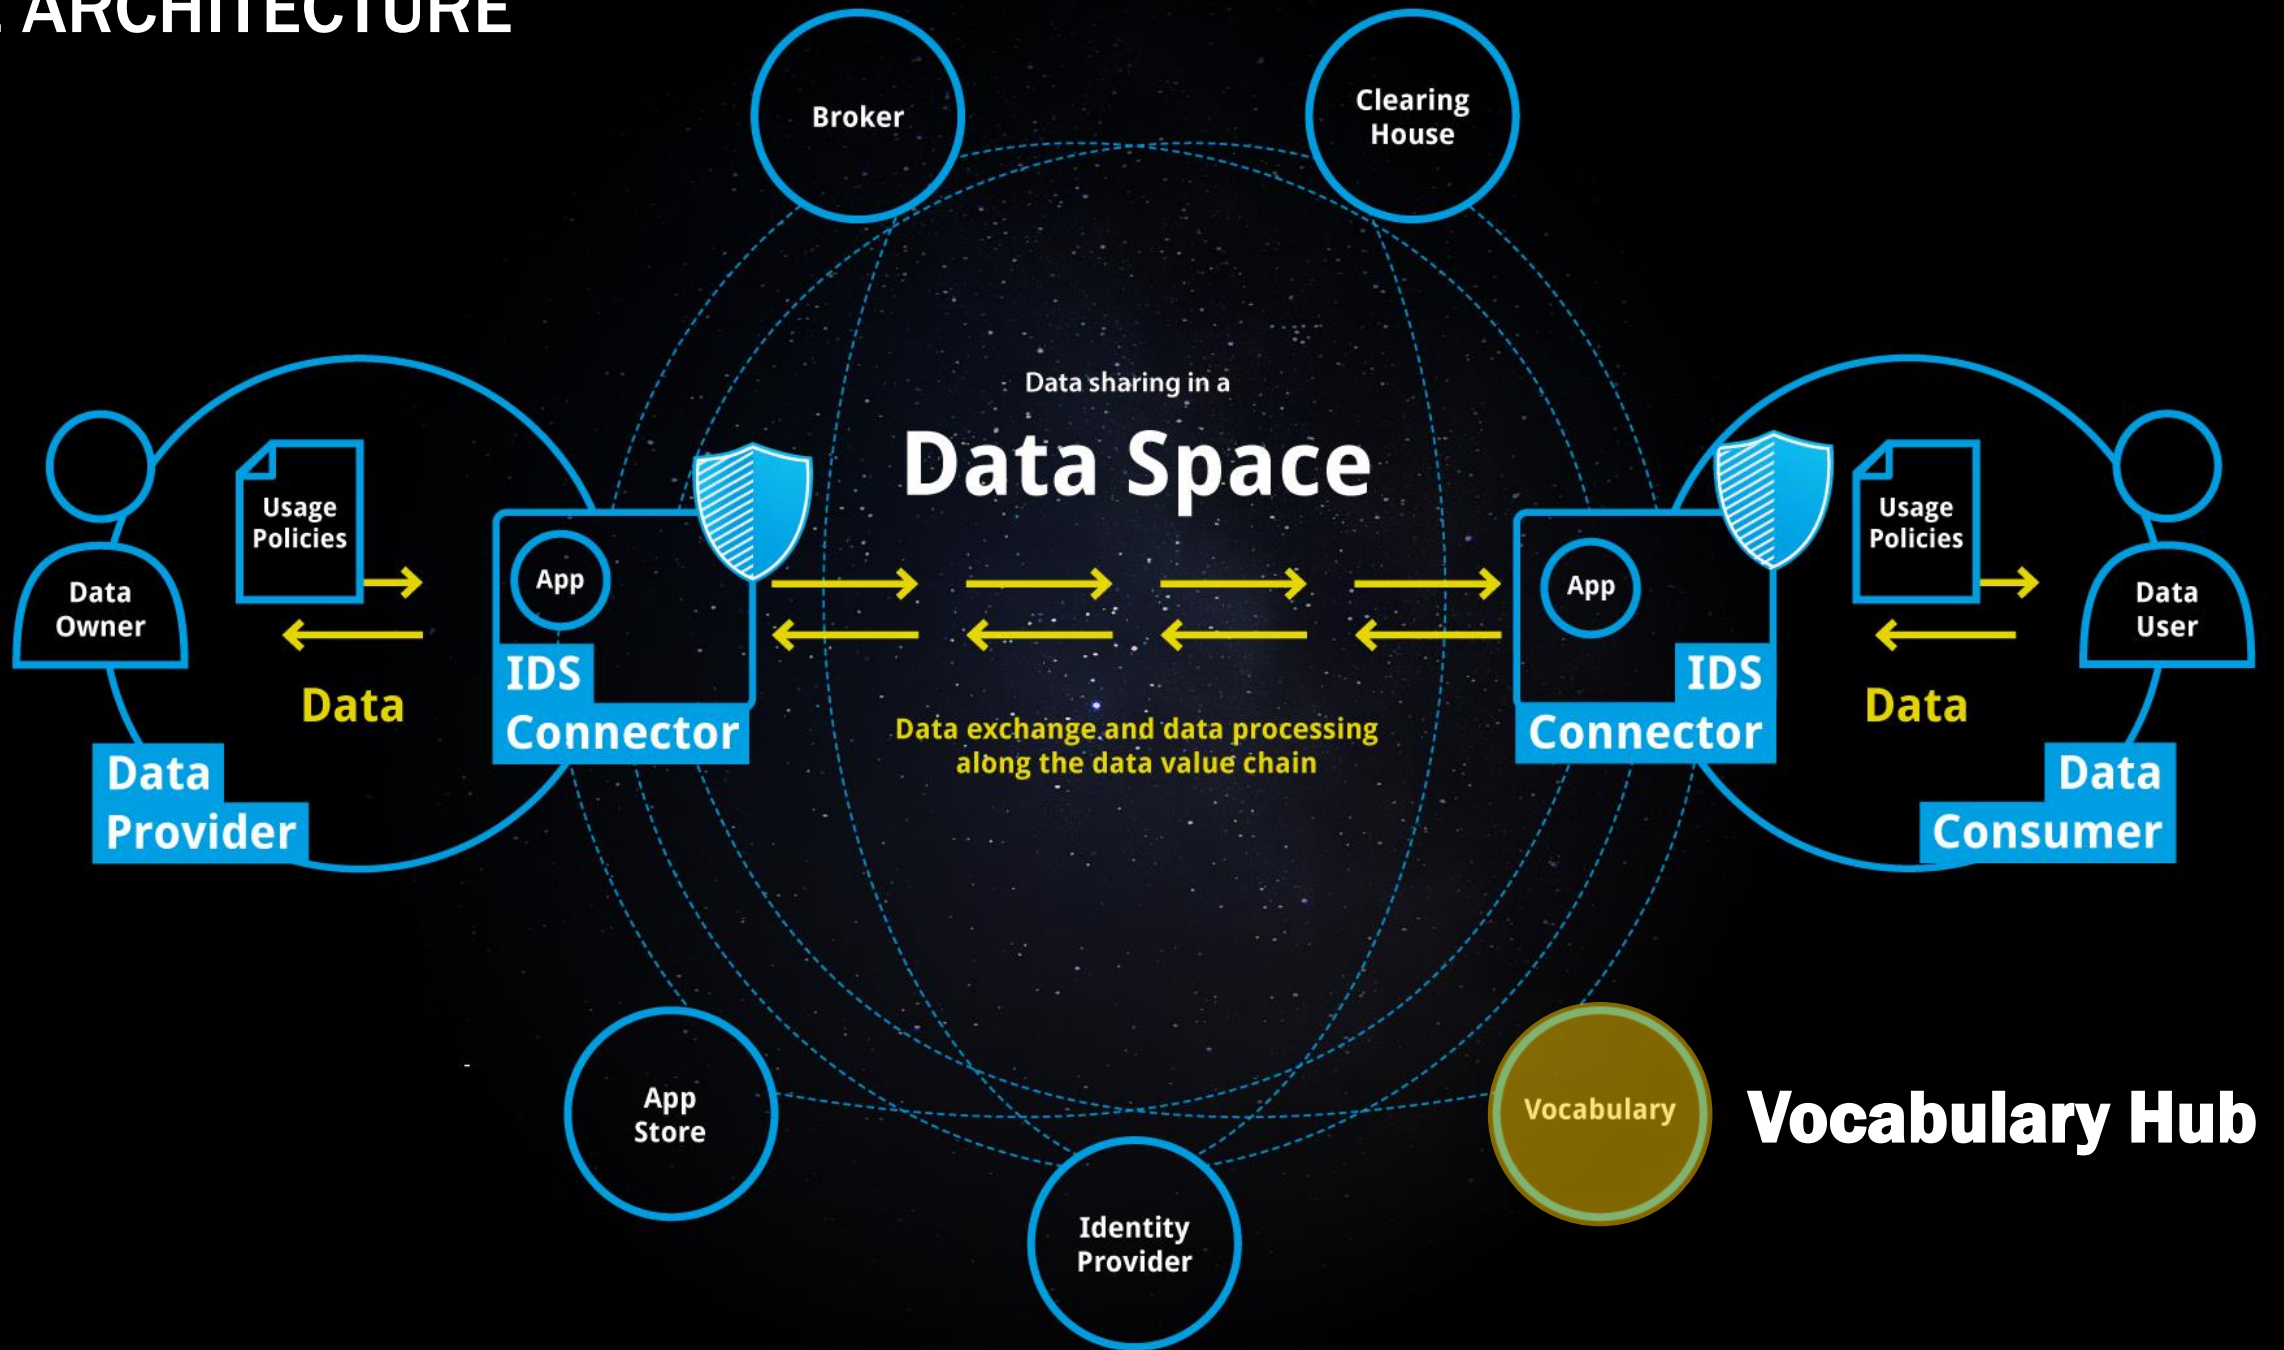 ARCHITECTURE
Broker
Clearing
House
Data sharing in a
Data Space
Usage
Policies
Usage
Policies
App
App
Data
Owner
Data
User
IDS
Connector
IDS
Connector
Data
Data
Data exchange and data processing
along the data value chain
Data
Provider
Data
Consumer
App
Store
Vocabulary
Vocabulary Hub
Identity
Provider